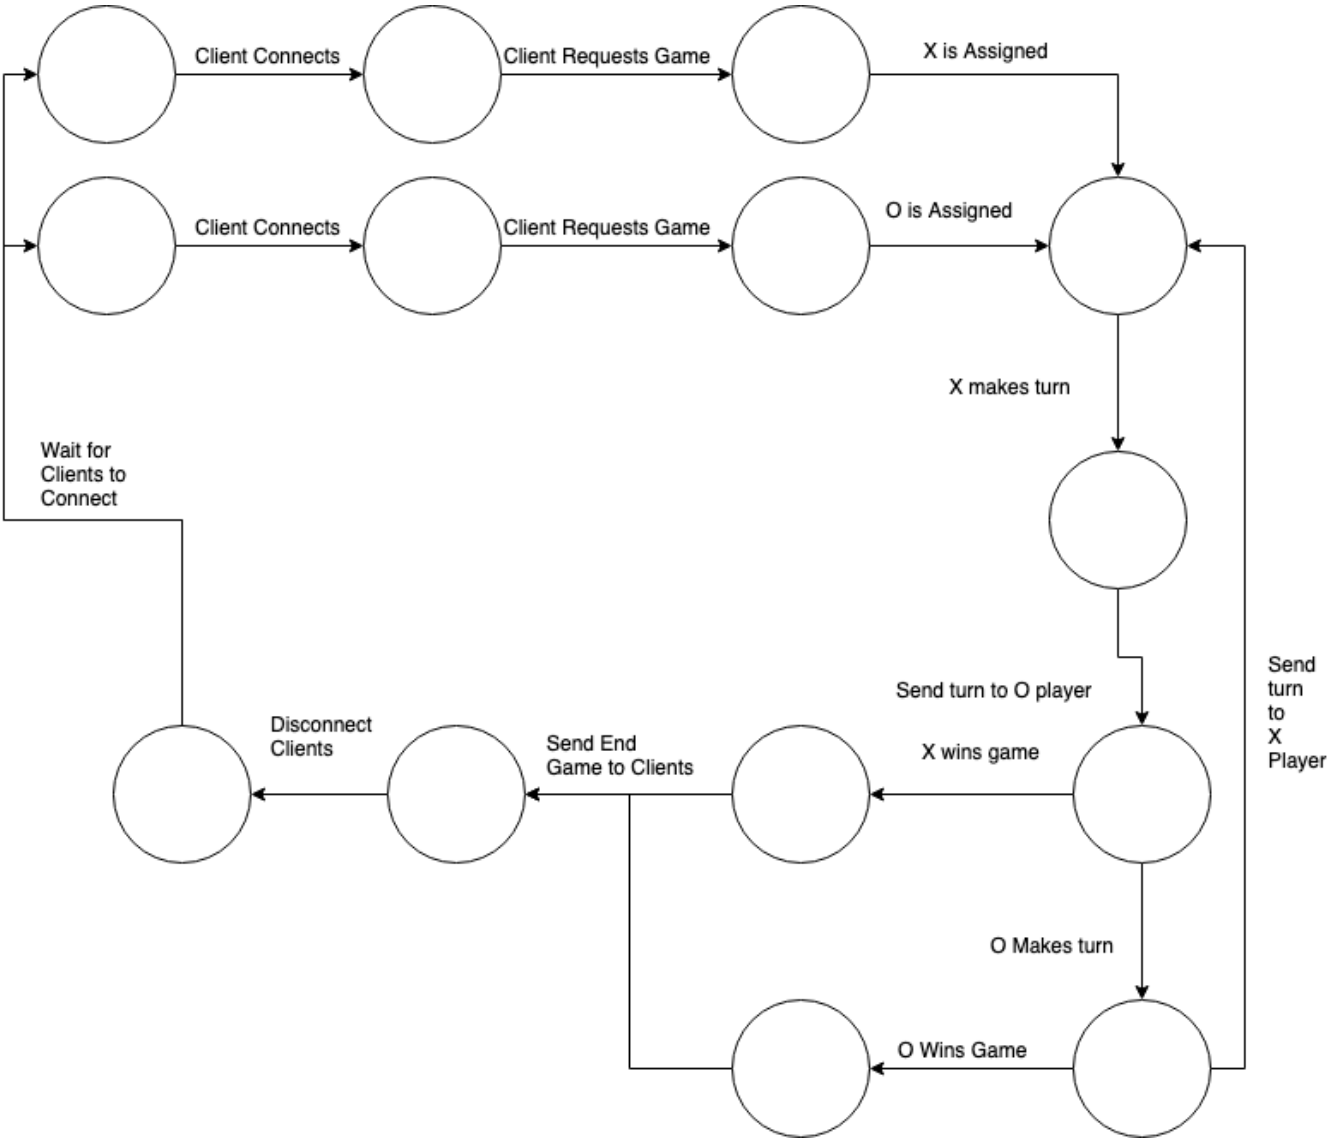 Client Connects
Client Requests Game
X is Assigned
Client Connects
Client Requests Game
O is Assigned
X makes turn
Wait for
Clients to
Connect
Send turn to O player
Send
turn
to
X
Player
Disconnect
Clients
Send End
Game to Clients
X wins game
O Makes turn
O Wins Game